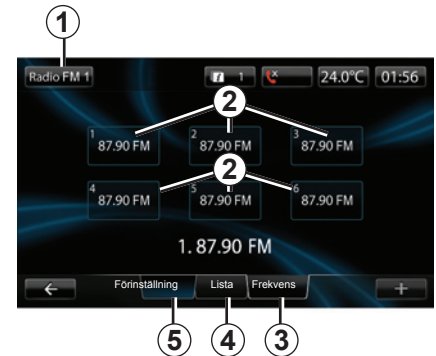 1
Radio FM 1
i 1
24.0°C
01:56
2
1 87.90 FM
2 87.90 FM
3 87.90 FM
2
4 87.90 FM
5 87.90 FM
6 87.90 FM
1. 87.90 FM
Förinställning
Lista
Frekvens
+
5
4
3